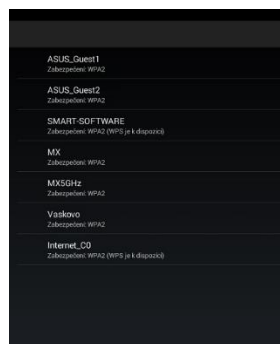 ASUS_Guest1
Zabezpečení: WPA2
ASUS_Guest2
Zabezpečení: WPA2
SMART-SOFTWARE
Zabezpečení: WPA2 (WPS je k dispozici)
MX
Zabezpečení: WPA2
MX5GHz
Zabezpečení: WPA2
Vaskovo
Zabezpečení: WPA2
Internet_C0
Zabezpečení: WPA2 (WPS je k dispozici)